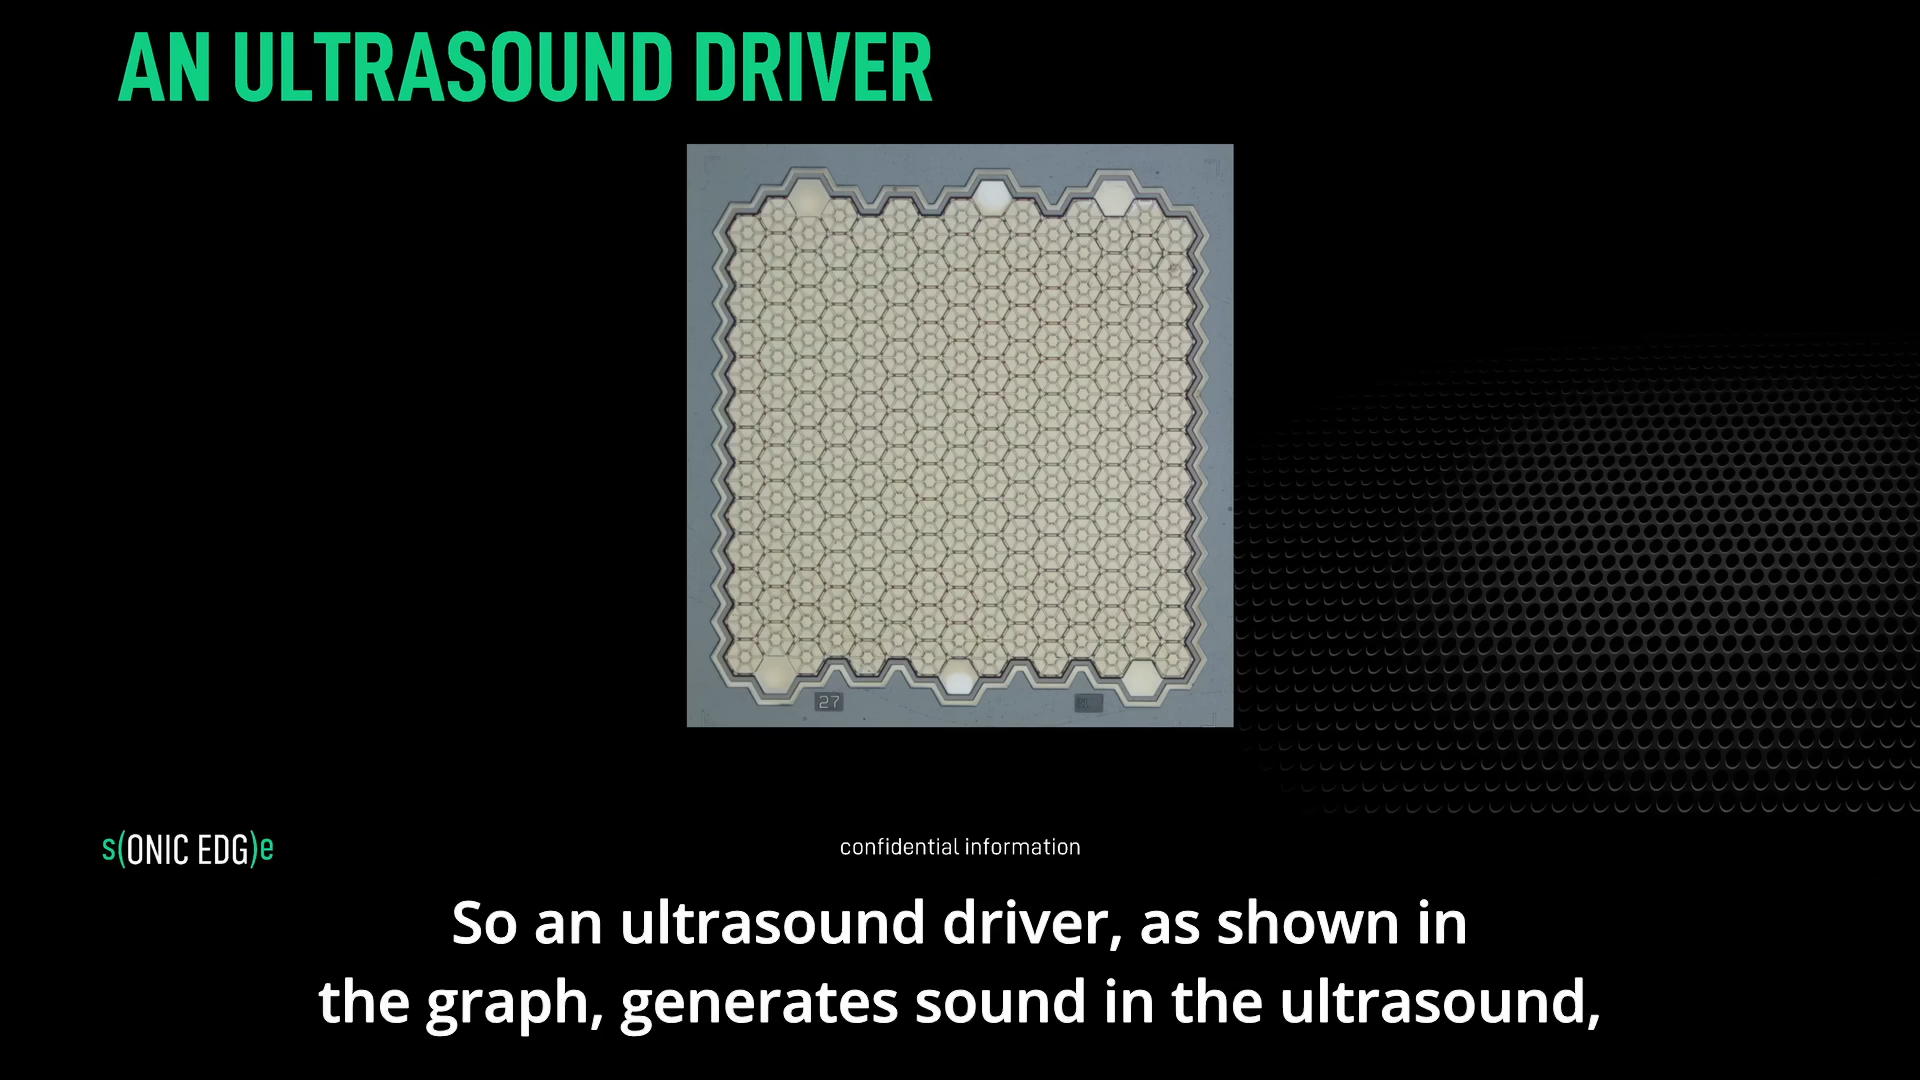 AN ULTRASOUND DRIVER
27
s(ONIC EDG)e
confidential information
So an ultrasound driver, as shown in
the graph, generates sound in the ultrasound,